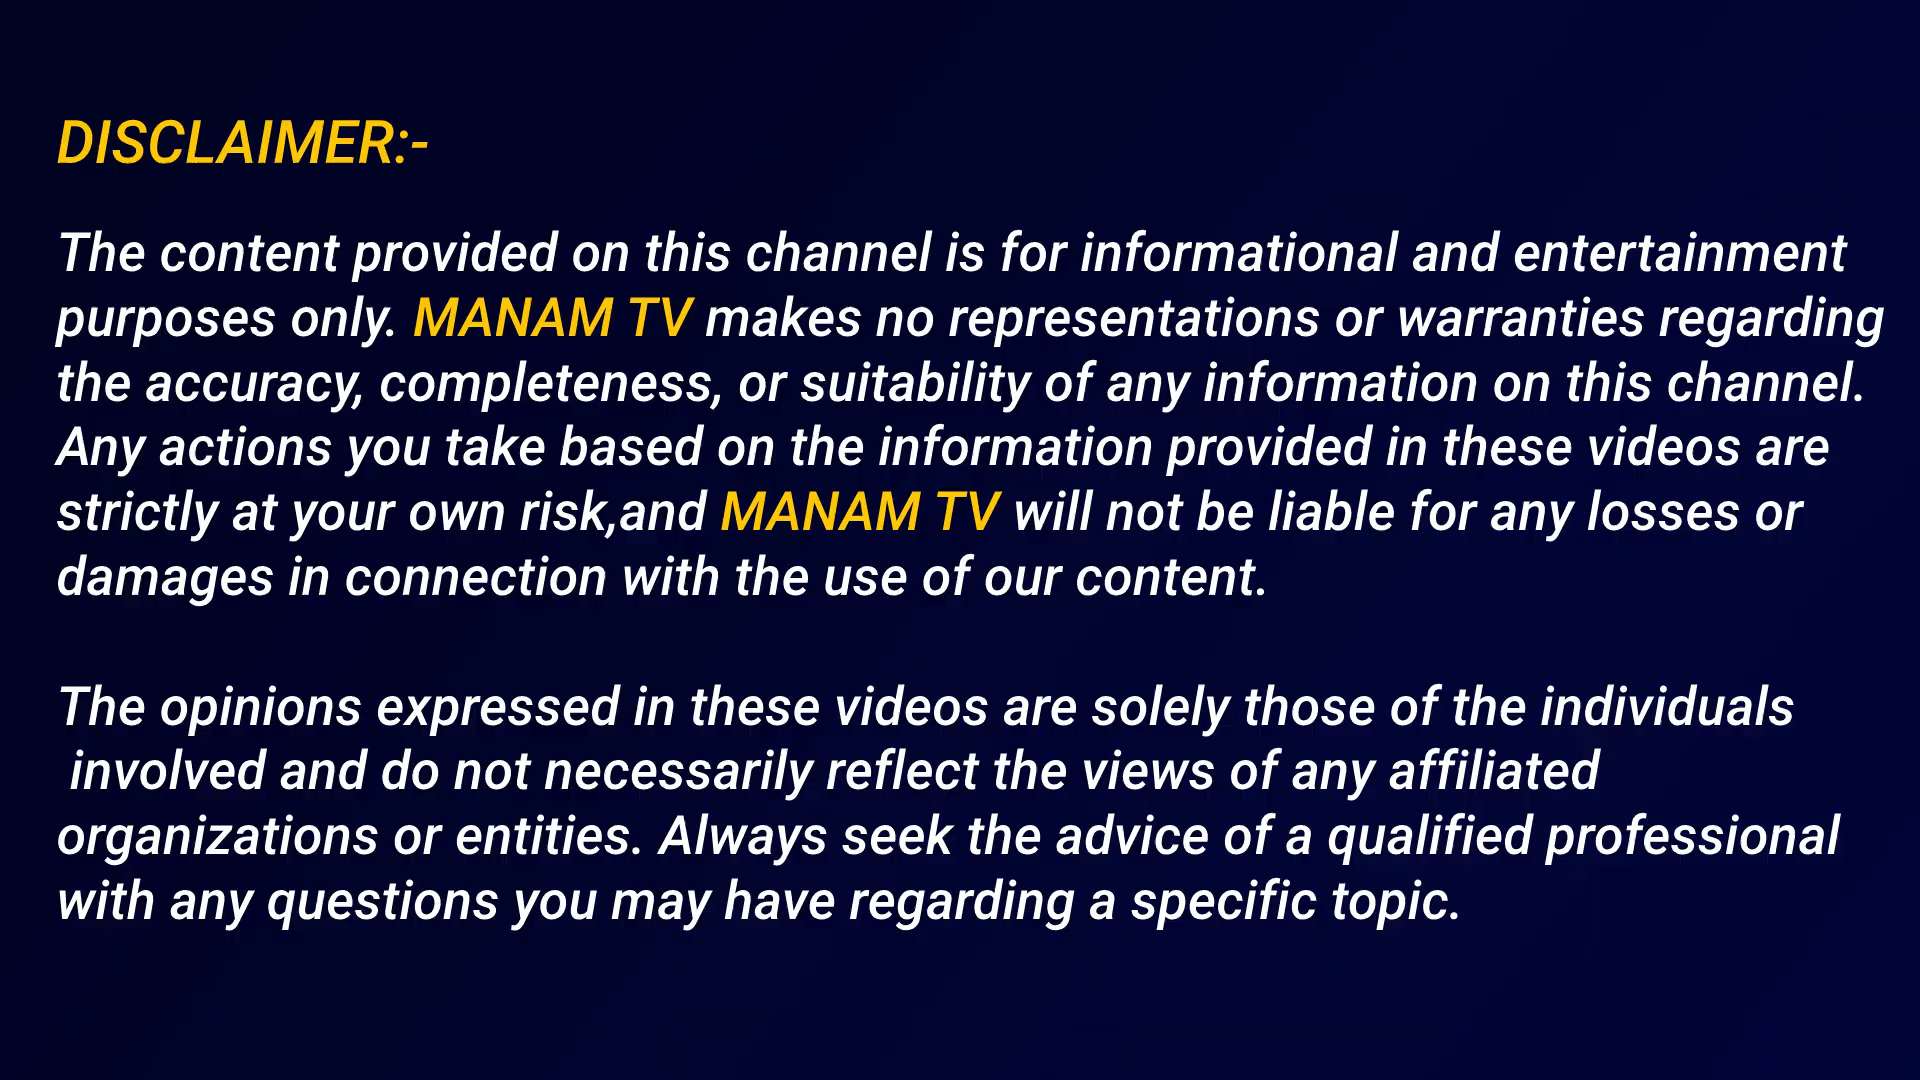 DISCLAIMER:-
The content provided on this channel is for informational and entertainment
purposes only. MANAM TV makes no representations or warranties regarding
the accuracy, completeness, or suitability of any information on this channel.
Any actions you take based on the information provided in these videos are
strictly at your own risk,and MANAM TV will not be liable for any losses or
damages in connection with the use of our content.
The opinions expressed in these videos are solely those of the individuals
involved and do not necessarily reflect the views of any affiliated
organizations or entities. Always seek the advice of a qualified professional
with any questions you may have regarding a specific topic.